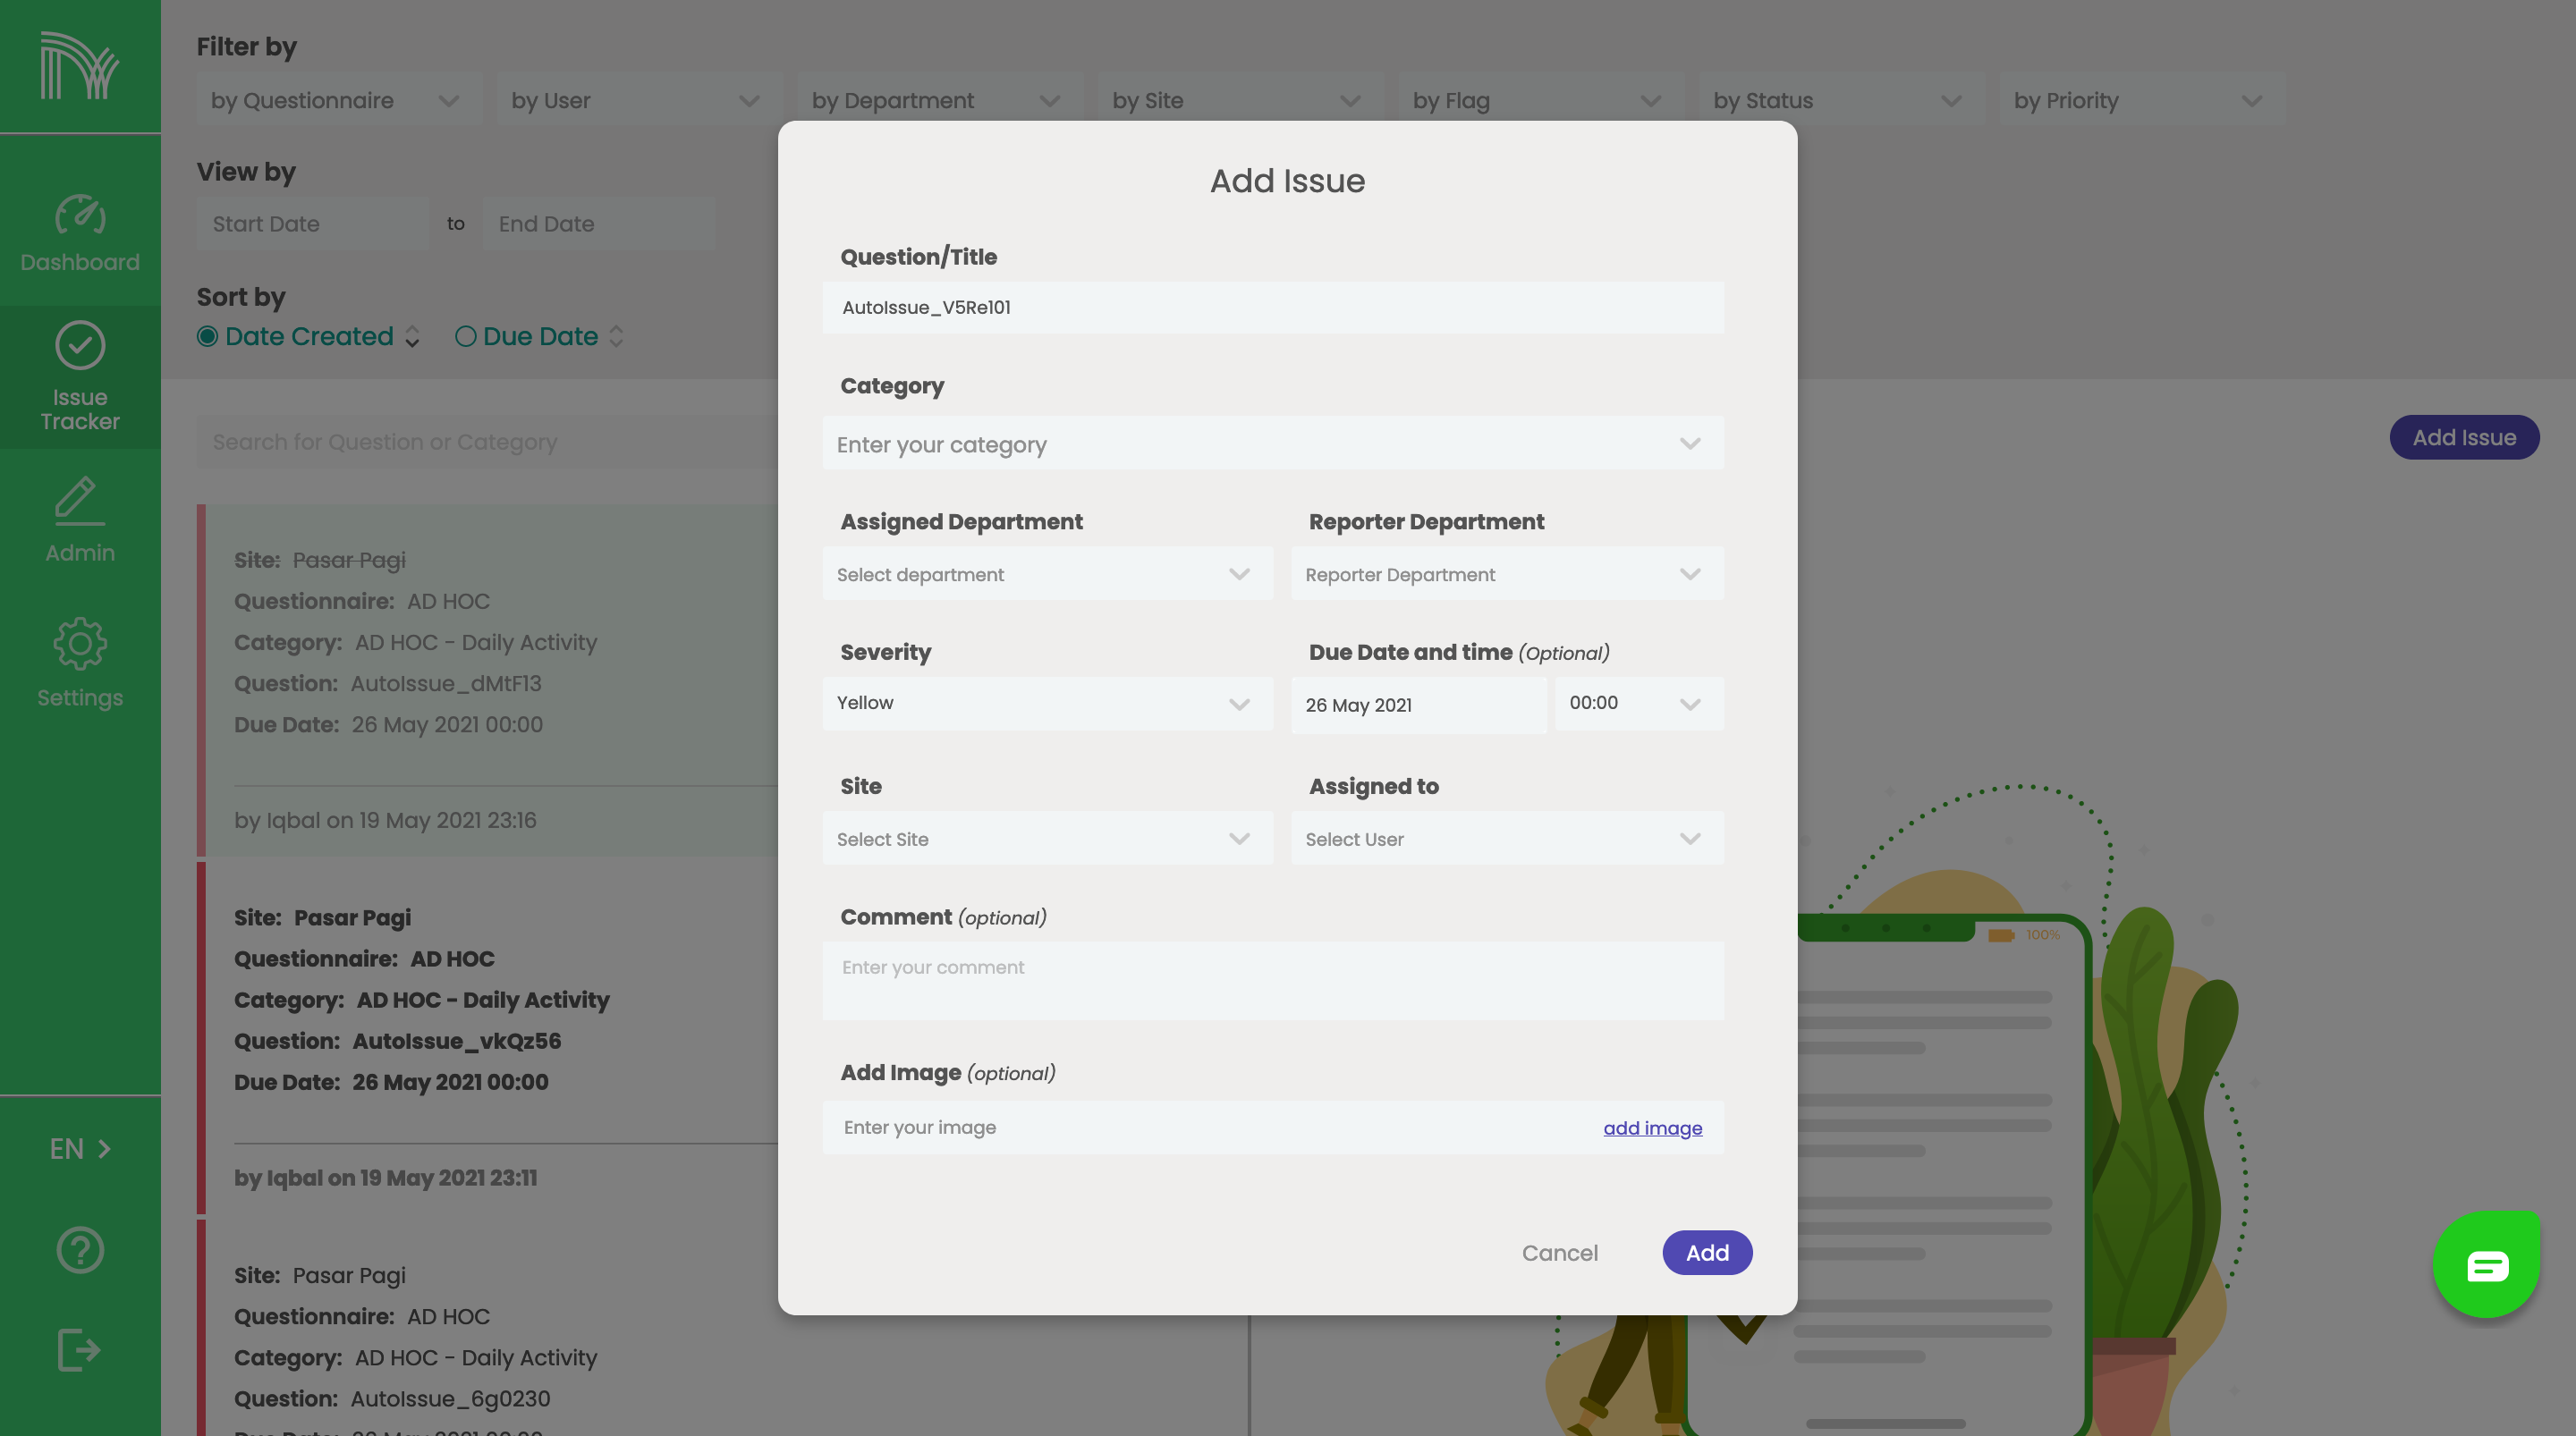 Filter by
by Questionnaire
by User
by Department
by Site
by Flag
by Status
by Priority
View by
Start Date to End Date
Sort by
Date Created
Due Date
Dashboard
Issue
Tracker
Admin
Settings
EN
Search for Question or Category
Add Issue
Site: Pasar Pagi
Questionnaire: AD HOC
Category: AD HOC - Daily Activity
Question: AutoIssue_dMtF13
Due Date: 26 May 2021 00:00
by Iqbal on 19 May 2021 23:16
Site: Pasar Pagi
Questionnaire: AD HOC
Category: AD HOC - Daily Activity
Question: AutoIssue_vkQz56
Due Date: 26 May 2021 00:00
by Iqbal on 19 May 2021 23:11
Site: Pasar Pagi
Questionnaire: AD HOC
Category: AD HOC - Daily Activity
Question: AutoIssue_6g0230
Add Issue
Question/Title
AutoIssue_V5Re101
Category
Enter your category
Assigned Department
Select department
Reporter Department
Reporter Department
Severity
Yellow
Due Date and time (Optional)
26 May 2021
00:00
Site
Select Site
Assigned to
Select User
Comment (optional)
Enter your comment
Add Image (optional)
Enter your image
add image
Cancel
Add
100%